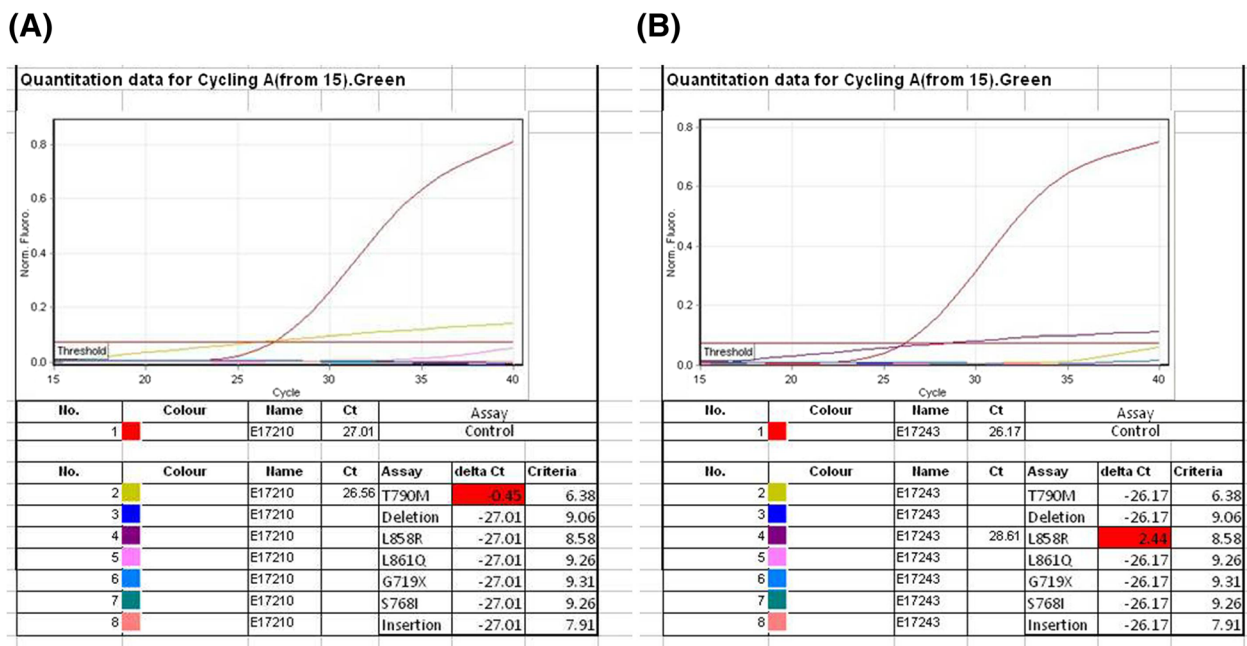 (A)
Quantitation data for Cycling A(from 15).Green
Norm. Fluoro.
0.8
0.6
0.4
0.2
0.0
Threshold
15 20 25 30 35 40
Cycle
No. Colour Name Ct Assay
1 E17210 27.01 Control
No. Colour Name Ct Assay delta Ct Criteria
2 E17210 26.56 T790M -0.45 6.38
3 E17210 Deletion -27.01 9.06
4 E17210 L858R -27.01 8.58
5 E17210 L861Q -27.01 9.26
6 E17210 G719X -27.01 9.31
7 E17210 S768I -27.01 9.26
8 E17210 Insertion -27.01 7.91
(B)
Quantitation data for Cycling A(from 15).Green
Norm. Fluoro.
0.8
0.6
0.4
0.2
0.0
Threshold
15 20 25 30 35 40
Cycle
No. Colour Name Ct Assay
1 E17243 26.17 Control
No. Colour Name Ct Assay delta Ct Criteria
2 E17243 T790M -26.17 6.38
3 E17243 Deletion -26.17 9.06
4 E17243 28.61 L858R 2.44 8.58
5 E17243 L861Q -26.17 9.26
6 E17243 G719X -26.17 9.31
7 E17243 S768I -26.17 9.26
8 E17243 Insertion -26.17 7.91